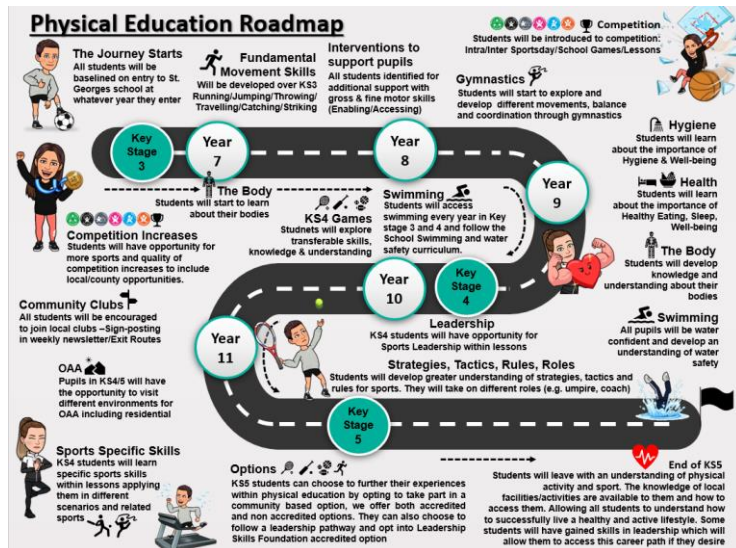 Physical Education Roadmap
Competition
Students will be introduced to competition:
Intra/Inter Sportsday/School Games/Lessons
The Journey Starts
All students will be
baselined on entry to St.
Georges school at
whatever year they enter
Fundamental
Movement Skills
Will be developed over KS3
Running/Jumping/Throwing/
Travelling/Catching/Striking
Interventions to
support pupils
All students identified for
additional support with
gross & fine motor skills
(Enabling/Accessing)
Gymnastics
Students will start to explore and
develop different movements, balance
and coordination through gymnastics
Key
Stage
3
Year
7
Year
8
Year
9
Hygiene
Students will learn
about the importance of
Hygiene & Well-being
Health
Students will learn
about the importance of
Healthy Eating, Sleep,
Well-being
The Body
Students will develop
knowledge and
understanding about their
bodies
Swimming
All pupils will be water
confident and develop an
understanding of water
safety
The Body
Students will start to learn
about their bodies
KS4 Games
Studnets will explore
transferable skills,
knowledge & understanding
Swimming
Students will access
swimming every year in Key
stage 3 and 4 and follow the
School Swimming and water
safety curriculum.
Competition Increases
Students will have opportunity for
more sports and quality of
competition increases to include
local/county opportunities.
Community Clubs
All students will be encouraged
to join local clubs –Sign-posting
in weekly newsletter/Exit Routes
Year
10
Key
Stage
4
Year
11
Leadership
KS4 students will have opportunity for
Sports Leadership within lessons
Strategies, Tactics, Rules, Roles
Students will develop greater understanding of strategies, tactics and
rules for sports. They will take on different roles (e.g. umpire, coach)
OAA
Pupils in KS4/5 will have
the opportunity to visit
different environments for
OAA including residential
Key
Stage
5
Sports Specific Skills
KS4 students will learn
specific sports skills
within lessons applying
them in different
scenarios and related
sports
Options
KS5 students can choose to further their experiences
within physical education by opting to take part in a
community based option, we offer both accredited
and non accredited options. They can also choose to
follow a leadership pathway and opt into Leadership
Skills Foundation accredited option
End of KS5
Students will leave with an understanding of physical
activity and sport. The knowledge of local
facilities/activities are available to them and how to
access them. Allowing all students to understand how
to successfully live a healthy and active lifestyle. Some
students will have gained skills in leadership which will
allow them to access this career path if they desire